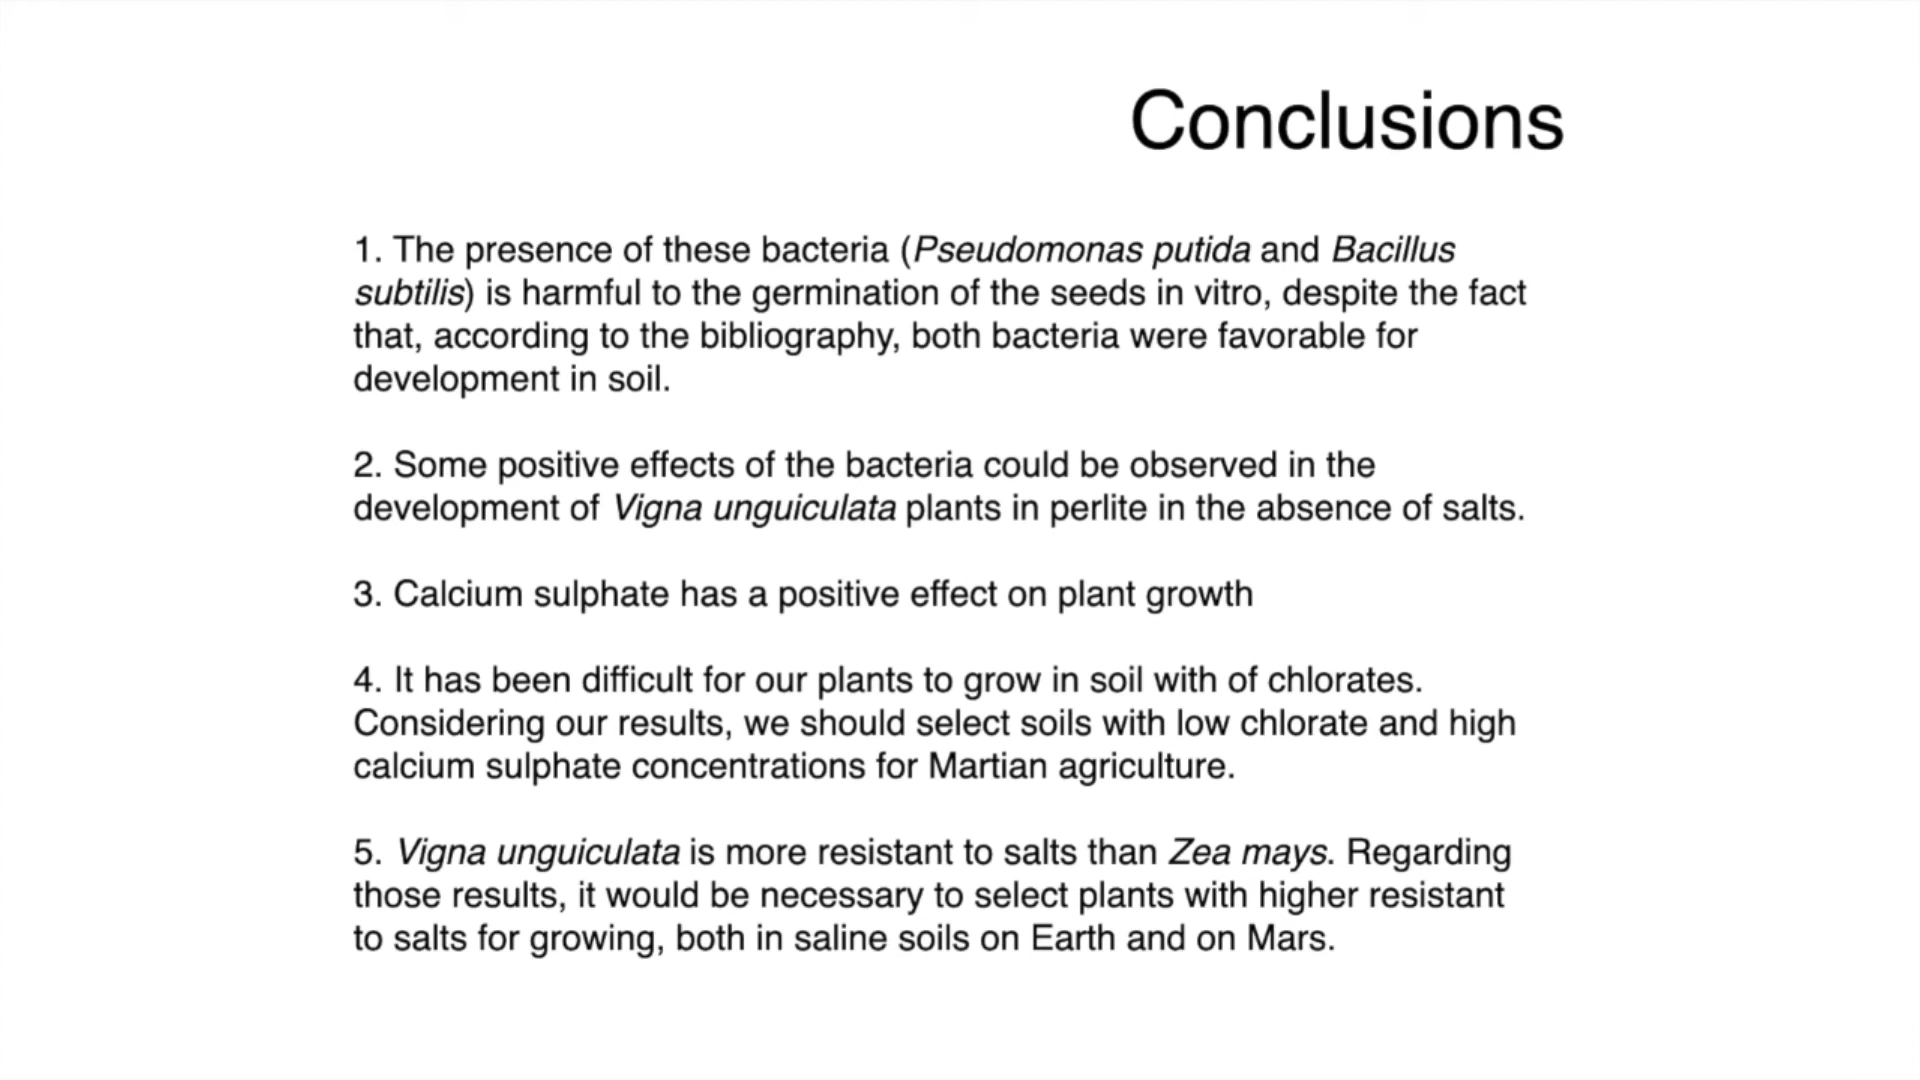 Conclusions
1. The presence of these bacteria (Pseudomonas putida and Bacillus
subtilis) is harmful to the germination of the seeds in vitro, despite the fact
that, according to the bibliography, both bacteria were favorable for
development in soil.
2. Some positive effects of the bacteria could be observed in the
development of Vigna unguiculata plants in perlite in the absence of salts.
3. Calcium sulphate has a positive effect on plant growth
4. It has been difficult for our plants to grow in soil with of chlorates.
Considering our results, we should select soils with low chlorate and high
calcium sulphate concentrations for Martian agriculture.
5. Vigna unguiculata is more resistant to salts than Zea mays. Regarding
those results, it would be necessary to select plants with higher resistant
to salts for growing, both in saline soils on Earth and on Mars.